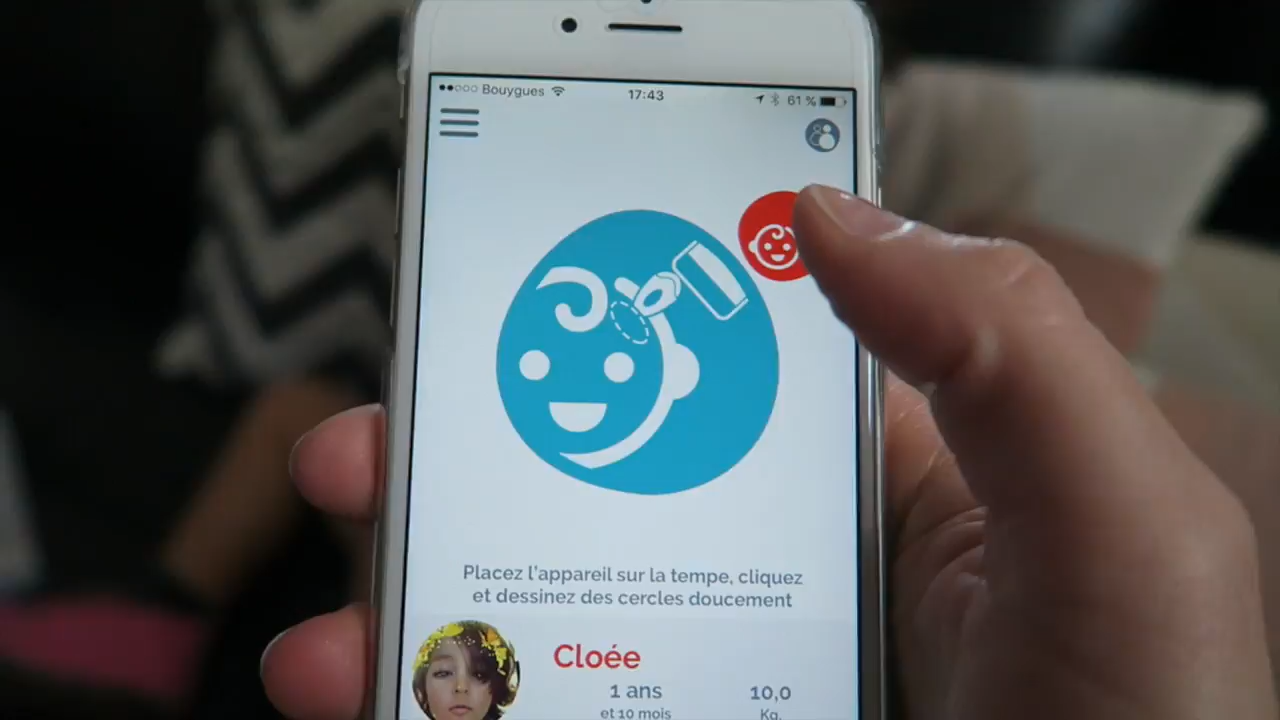 Bouygues 17:43 61 %
Placez l'appareil sur la tempe, cliquez
et dessinez des cercles doucement
Cloée
1 ans 10,0
et 10 mois Kg.